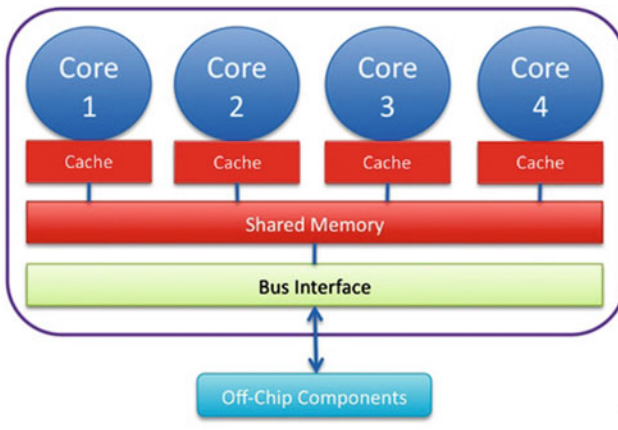 Core 1
Core 2
Core 3
Core 4
Cache
Cache
Cache
Cache
Shared Memory
Bus Interface
Off-Chip Components